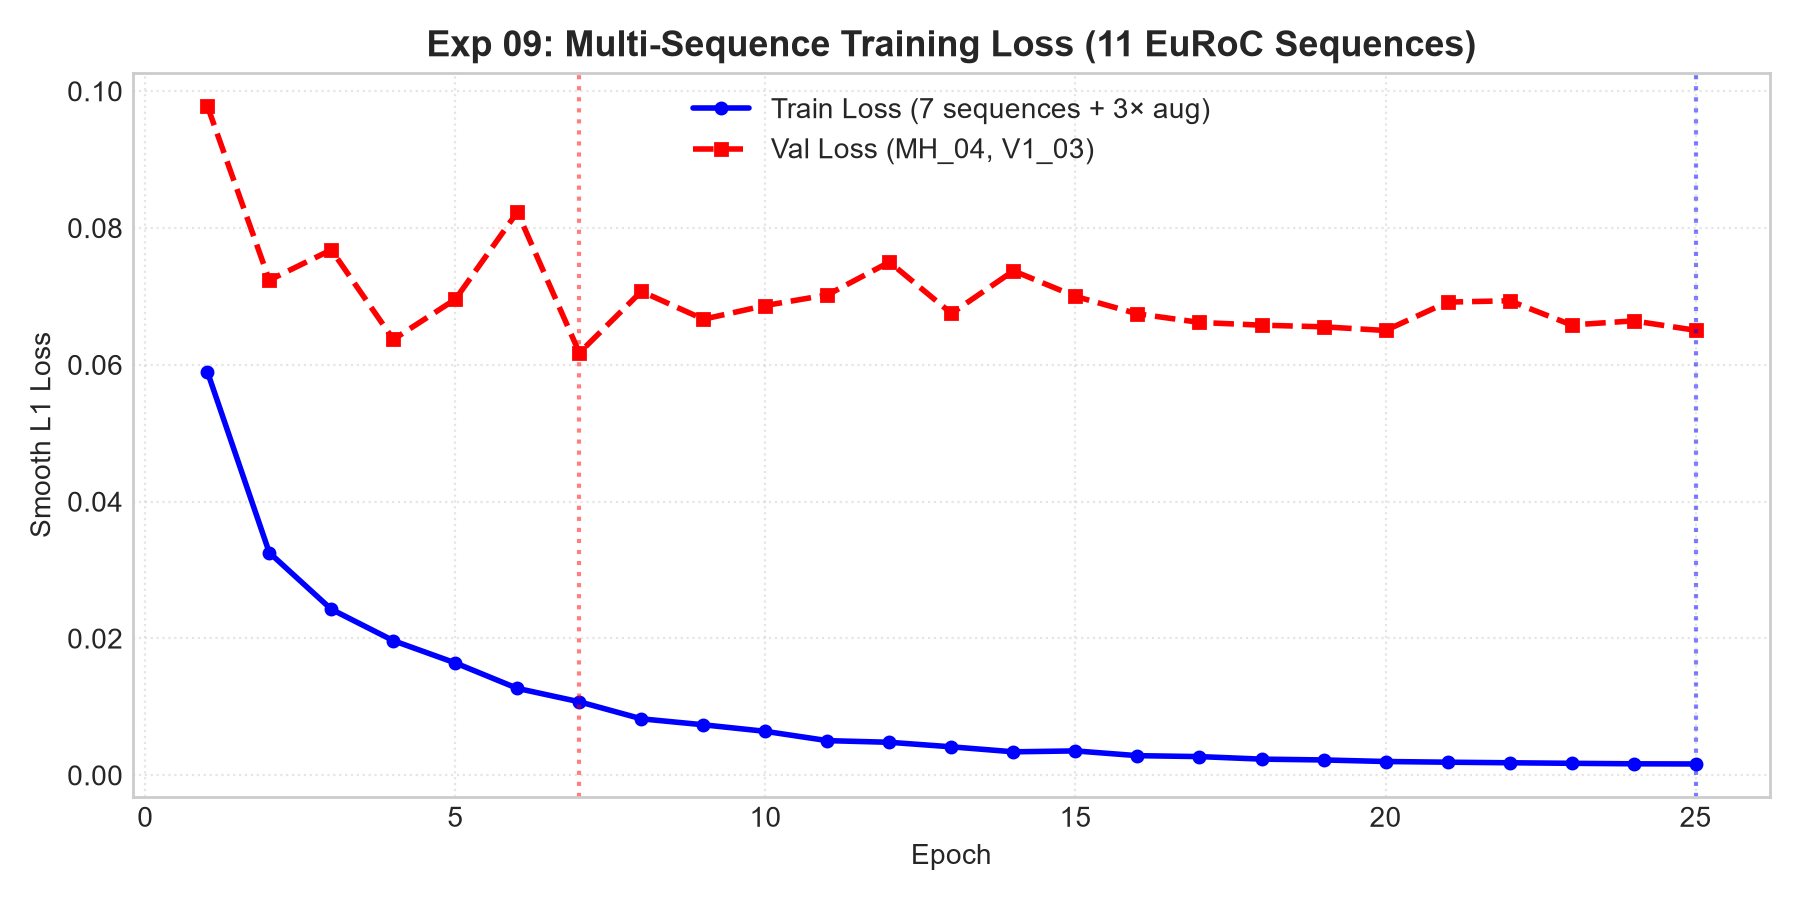 Exp 09: Multi-Sequence Training Loss (11 EuRoC Sequences)
Train Loss (7 sequences + 3× aug)
Val Loss (MH_04, V1_03)
Smooth L1 Loss
0.10
0.08
0.06
0.04
0.02
0.00
0 5 10 15 20 25
Epoch